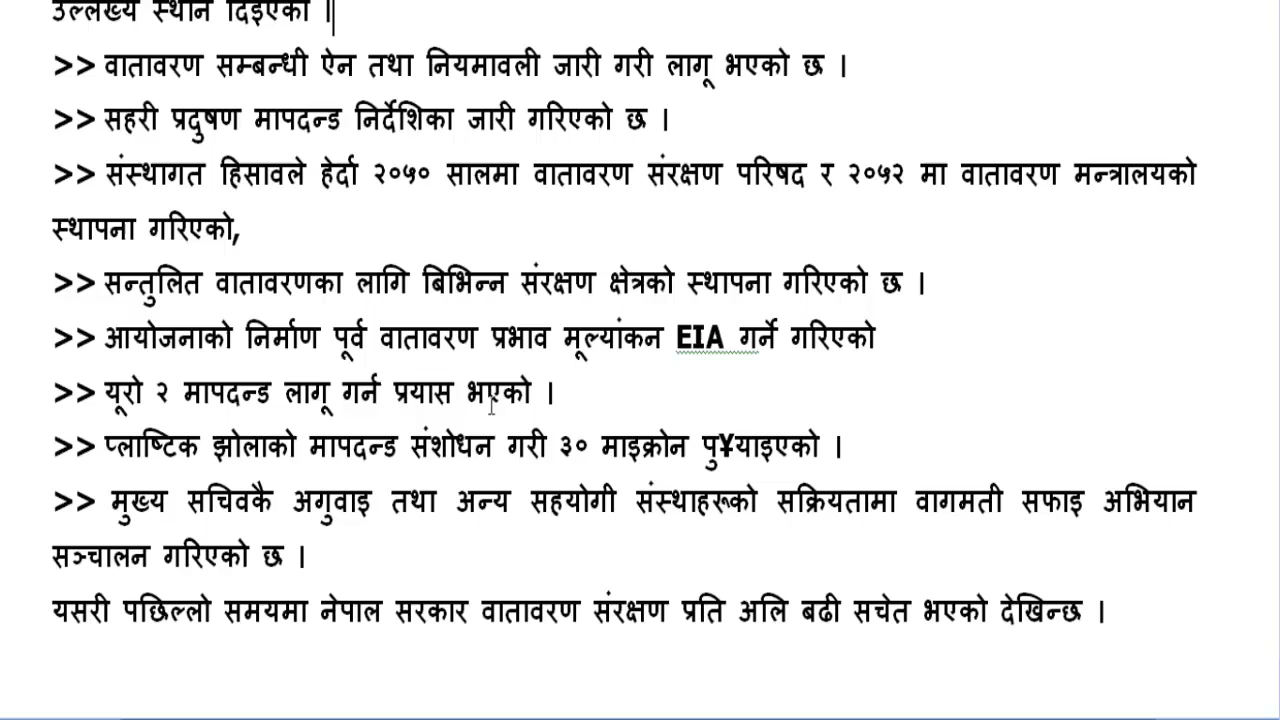 उल्लेख्य स्थान दिइएको ।
>> वातावरण सम्बन्धी ऐन तथा नियमावली जारी गरी लागू भएको छ ।
>> सहरी प्रदुषण मापदन्ड निर्देशिका जारी गरिएको छ ।
>> संस्थागत हिसावले हेर्दा २०५० सालमा वातावरण संरक्षण परिषद र २०५२ मा वातावरण मन्त्रालयको
स्थापना गरिएको,
>> सन्तुलित वातावरणका लागि बिभिन्न संरक्षण क्षेत्रको स्थापना गरिएको छ ।
>> आयोजनाको निर्माण पूर्व वातावरण प्रभाव मूल्यांकन EIA गर्ने गरिएको
>> यूरो २ मापदन्ड लागू गर्न प्रयास भएको ।
>> प्लाष्टिक झोलाको मापदन्ड संशोधन गरी ३० माइक्रोन पु¥याइएको ।
>> मुख्य सचिवकै अगुवाइ तथा अन्य सहयोगी संस्थाहरूको सक्रियतामा वागमती सफाइ अभियान
सञ्चालन गरिएको छ ।
यसरी पछिल्लो समयमा नेपाल सरकार वातावरण संरक्षण प्रति अलि बढी सचेत भएको देखिन्छ ।